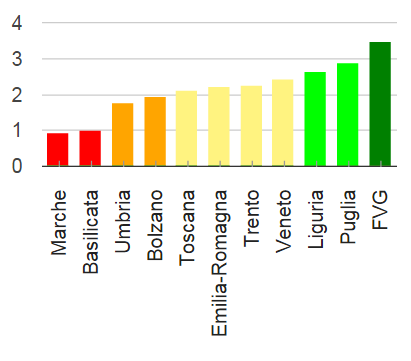 4
3
2
1
0
Marche
Basilicata
Umbria
Bolzano
Toscana
Emilia-Romagna
Trento
Veneto
Liguria
Puglia
FVG